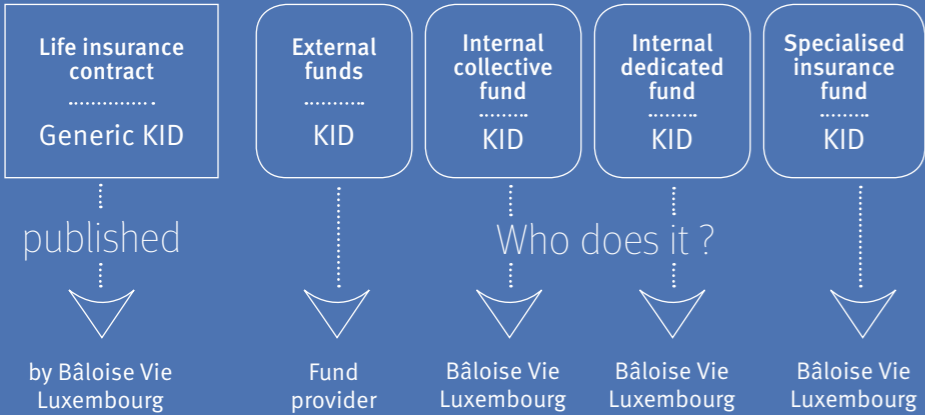 Life insurance
contract
Generic KID
External
funds
KID
Internal
collective
fund
KID
Internal
dedicated
fund
KID
Specialised
insurance
fund
KID
published
Who does it ?
by Bâloise Vie
Luxembourg
Fund
provider
Bâloise Vie
Luxembourg
Bâloise Vie
Luxembourg
Bâloise Vie
Luxembourg